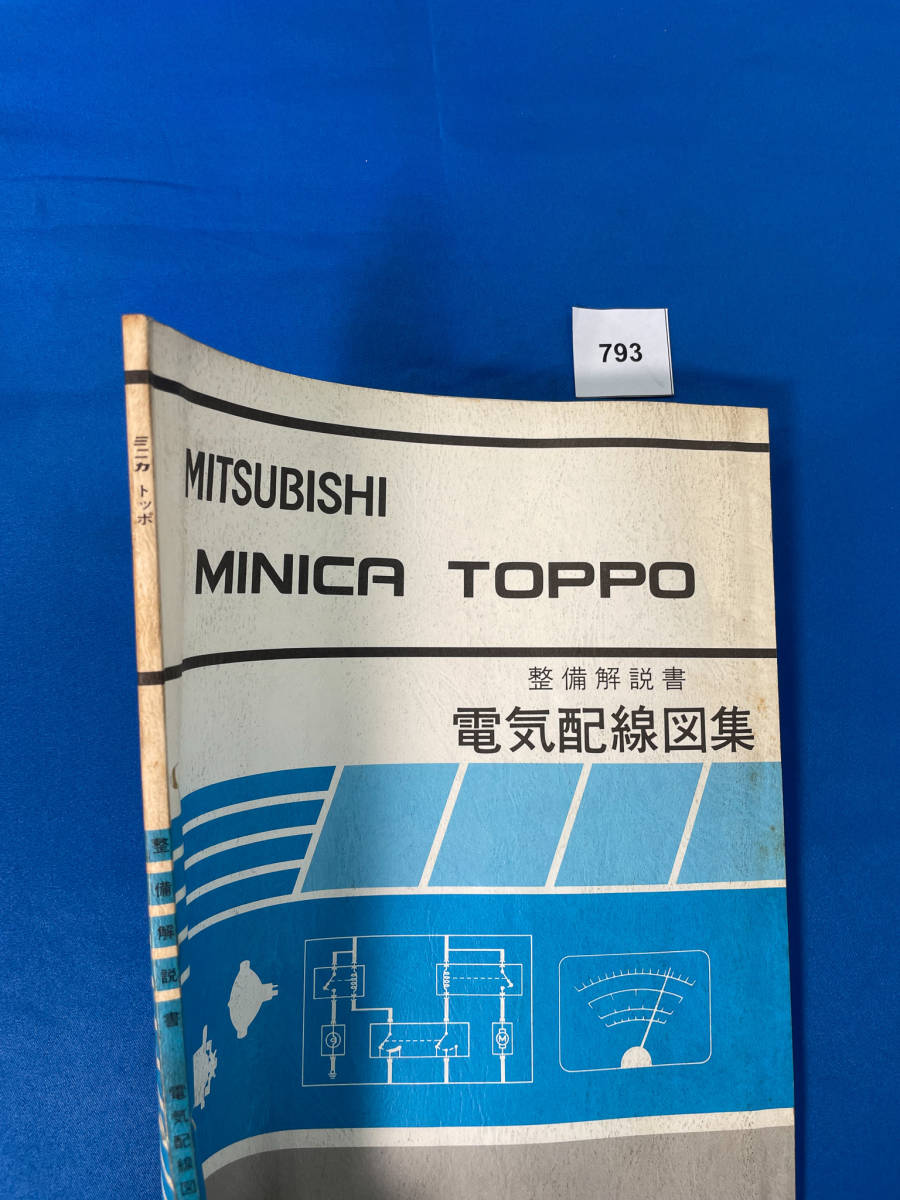 793
MITSUBISHI
MINICA TOPPO
整備解説書
電気配線図集
M
ミニカ トッポ
整備解説書 電気配線図